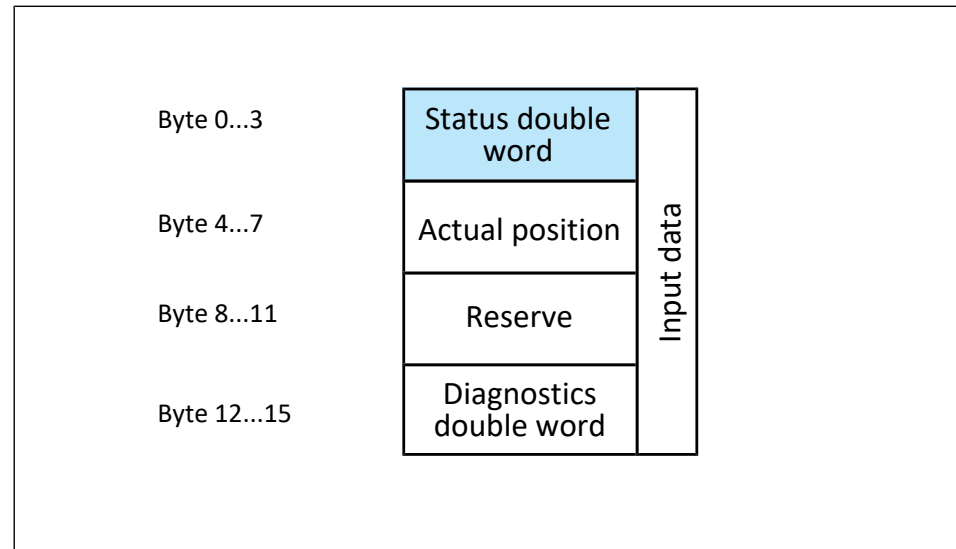 Byte 0...3
Status double
word
Byte 4...7
Actual position
Byte 8...11
Reserve
Byte 12...15
Diagnostics
double word
Input data